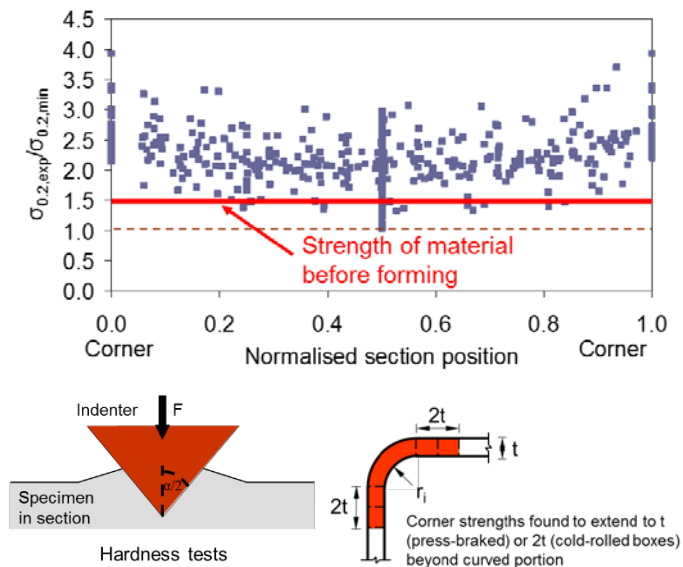 σ0.2,exp/σ0.2,min
4.5
4.0
3.5
3.0
2.5
2.0
1.5
1.0
0.5
0.0
Strength of material
before forming
0.0 0.2 0.4 0.6 0.8 1.0
Corner Normalised section position Corner
Indenter F
α/2
Specimen
in section
Hardness tests
2t
t
ri
2t
Corner strengths found to extend to t
(press-braked) or 2t (cold-rolled boxes)
beyond curved portion